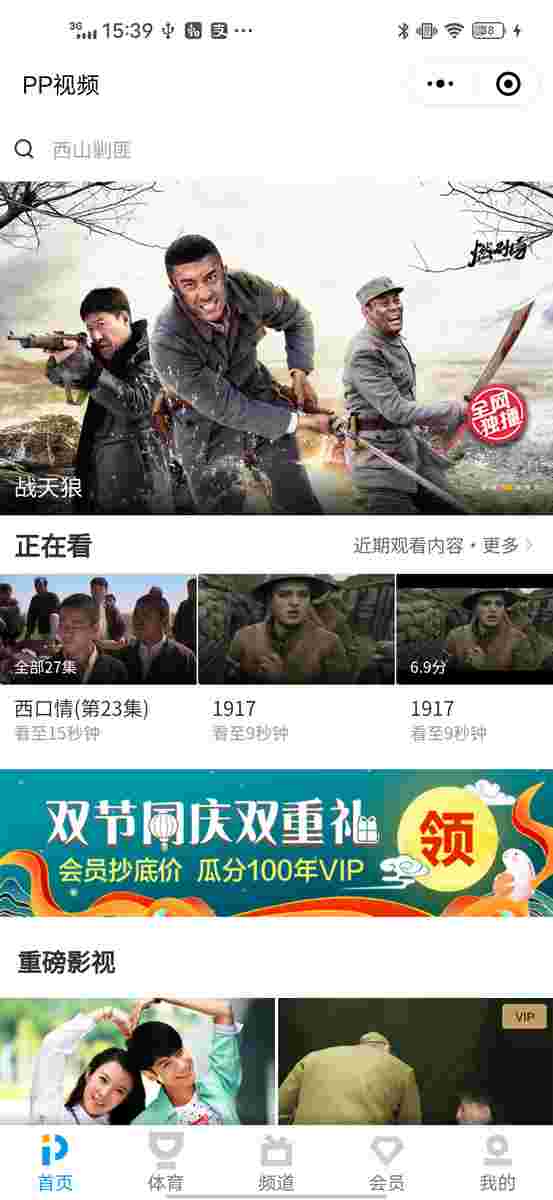 3G 15:39
PP视频
西山剿匪
燃对喜
全网
独播
战天狼
正在看
近期观看内容·更多
全部27集
6.9分
西口情(第23集)
1917
1917
看至15秒钟
看至9秒钟
看至9秒钟
双节同庆双重礼
领
会员抄底价 瓜分100年VIP
重磅影视
VIP
首页
体育
频道
会员
我的